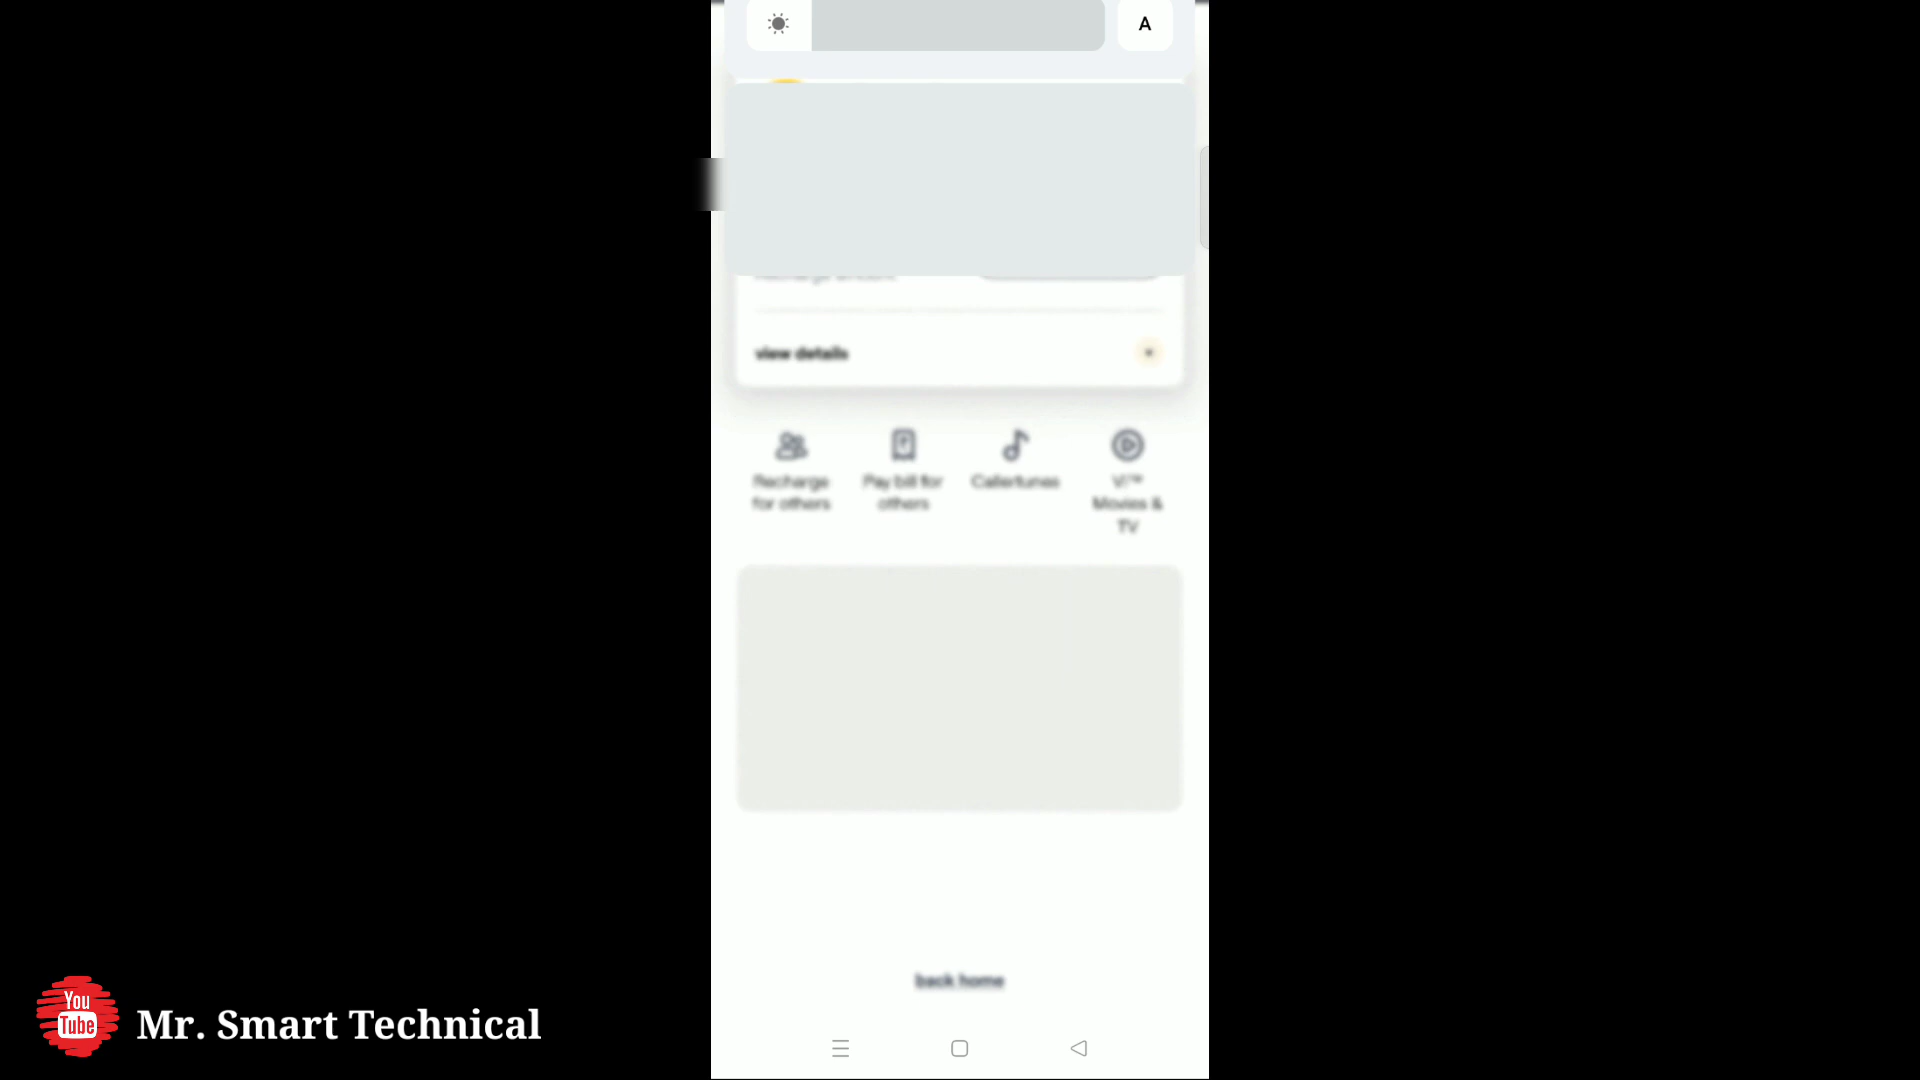 A
view details
Recharge
for others
Pay bill for
others
Callertunes
Vi™
Movies &
TV
back home
You
Tube
Mr. Smart Technical